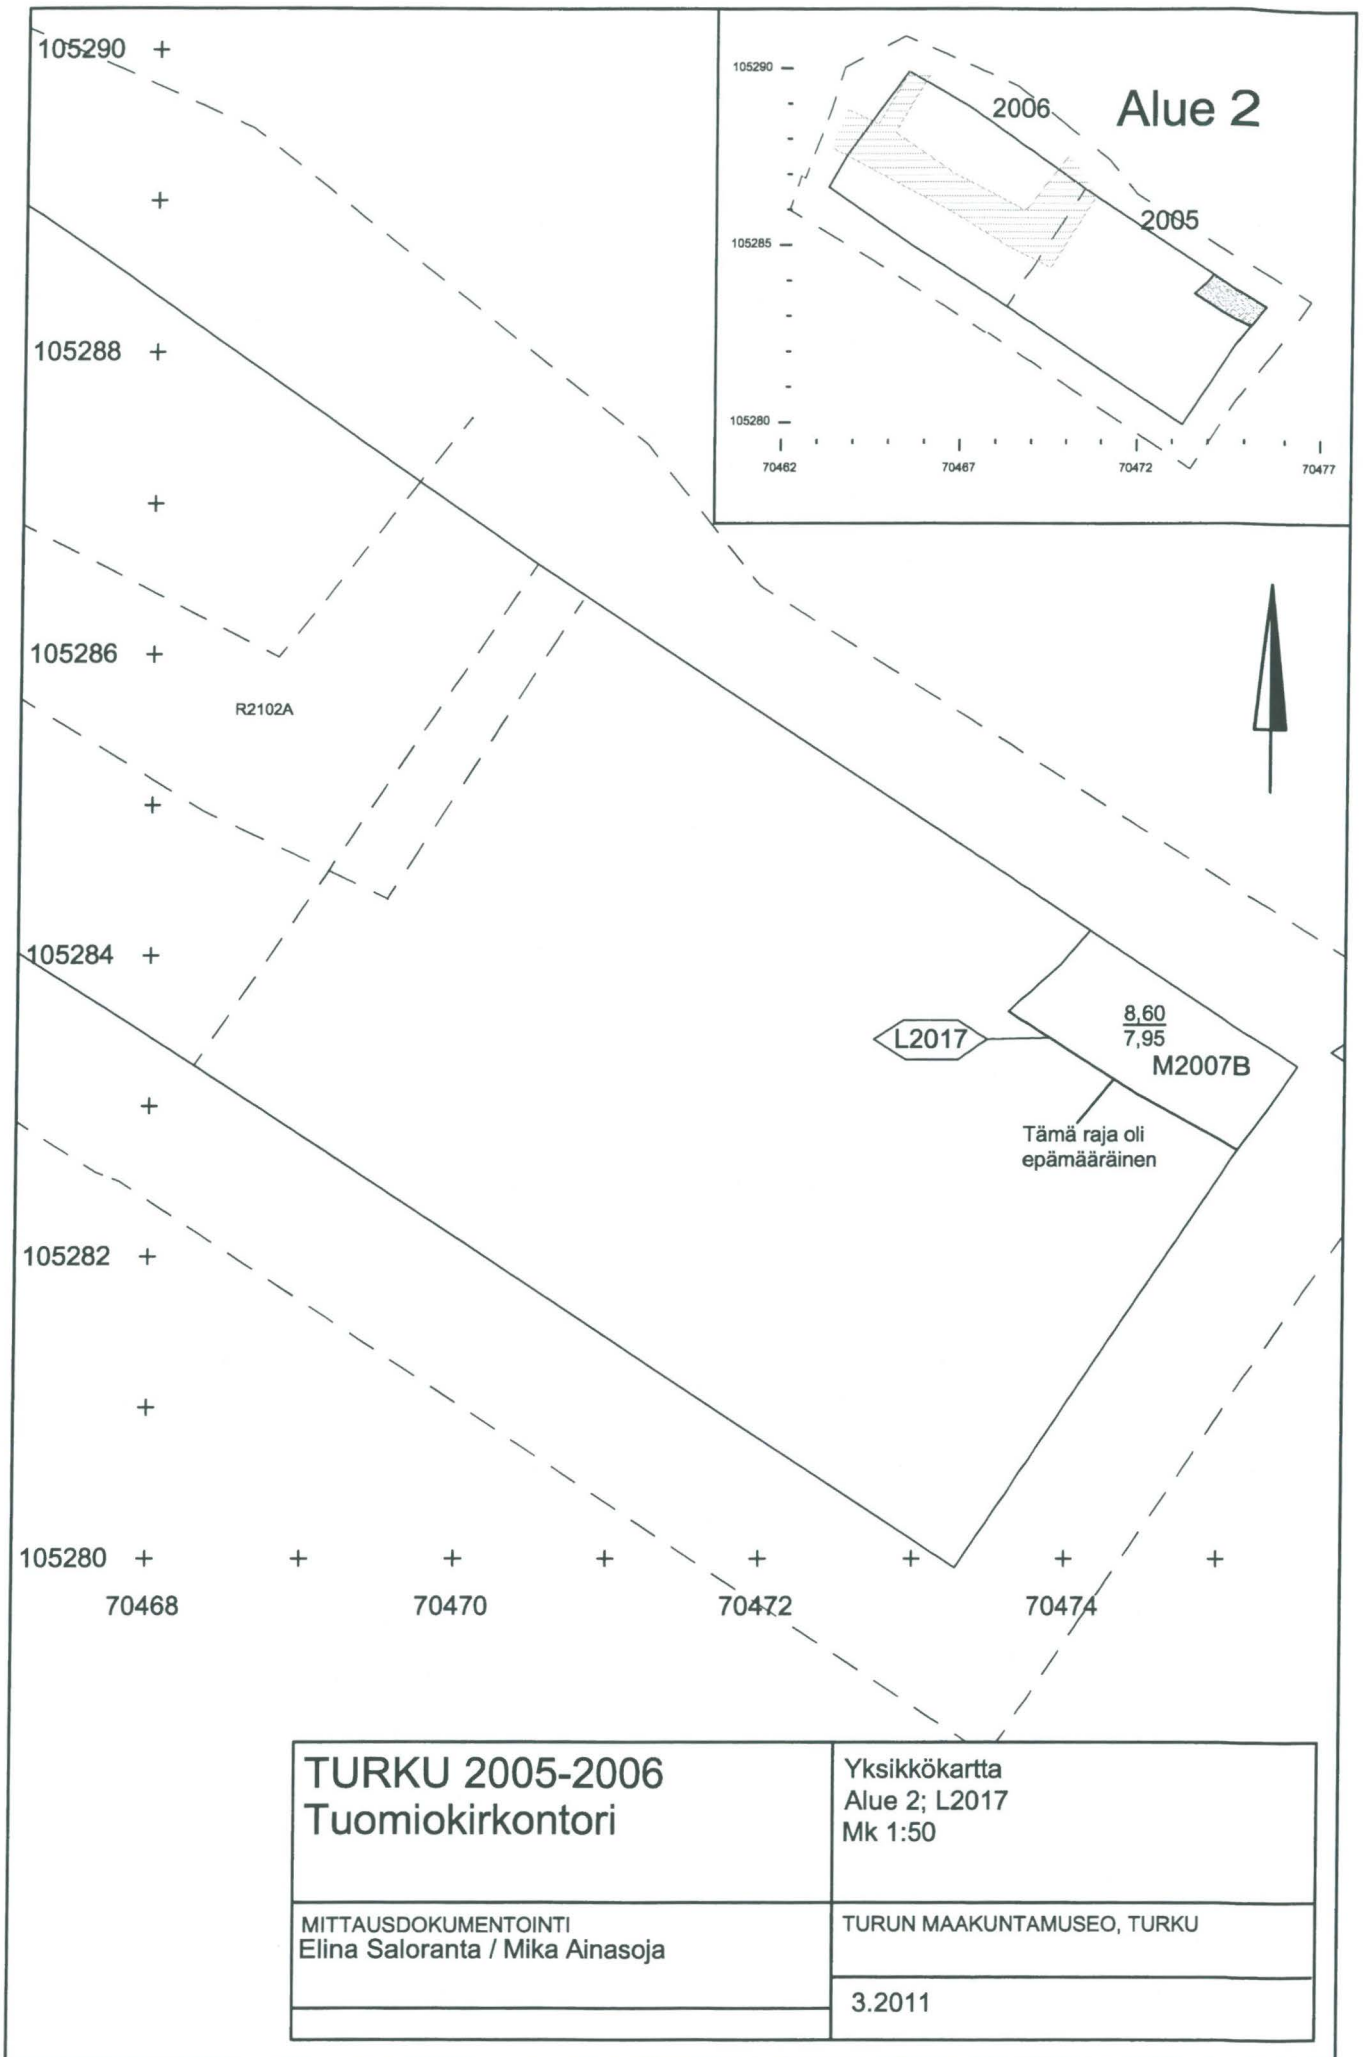 105290
105288
105286
105284
105282
105280
70468
70470
70472
70474
R2102A
L2017
8,60
7,95
M2007B
Tämä raja oli
epämääräinen
Alue 2
2006
2005
105290
105285
105280
70462
70467
70472
70477
TURKU 2005-2006
Tuomiokirkontori
Yksikkökartta
Alue 2; L2017
Mk 1:50
MITTAUSDOKUMENTOINTI
Elina Saloranta / Mika Ainasoja
TURUN MAAKUNTAMUSEO, TURKU
3.2011